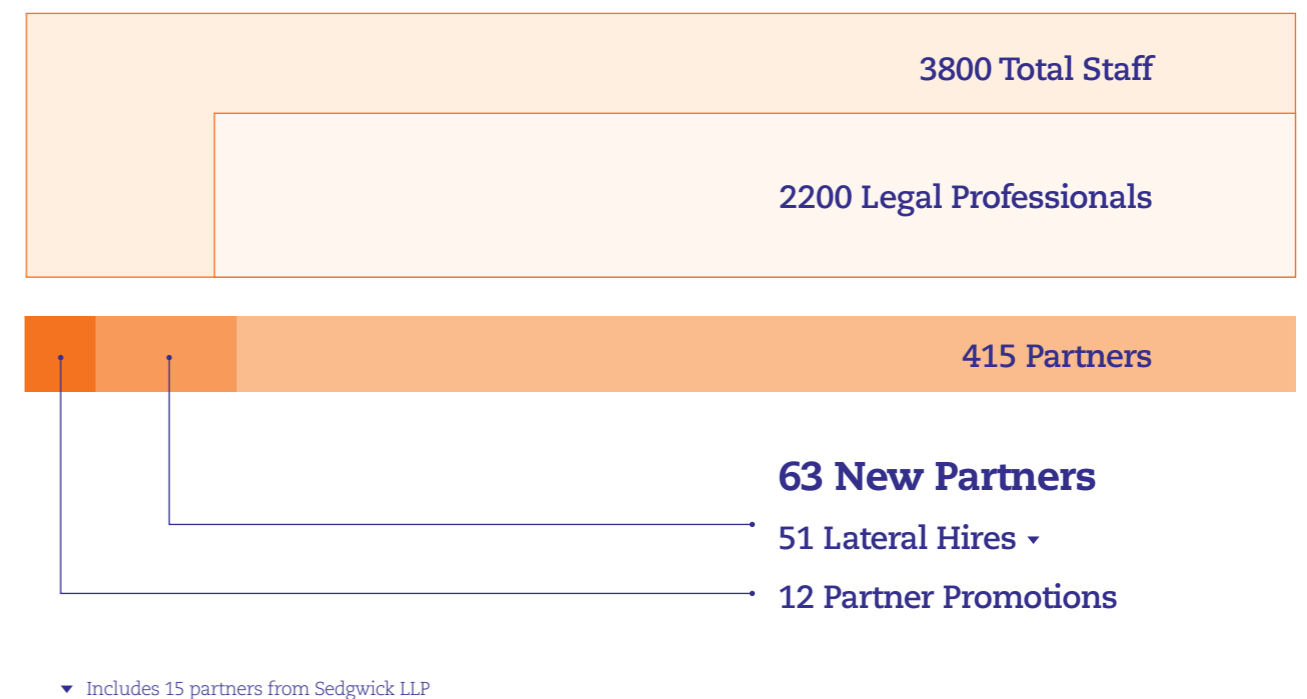 3800 Total Staff
2200 Legal Professionals
415 Partners
63 New Partners
51 Lateral Hires ▾
12 Partner Promotions
▾ Includes 15 partners from Sedgwick LLP